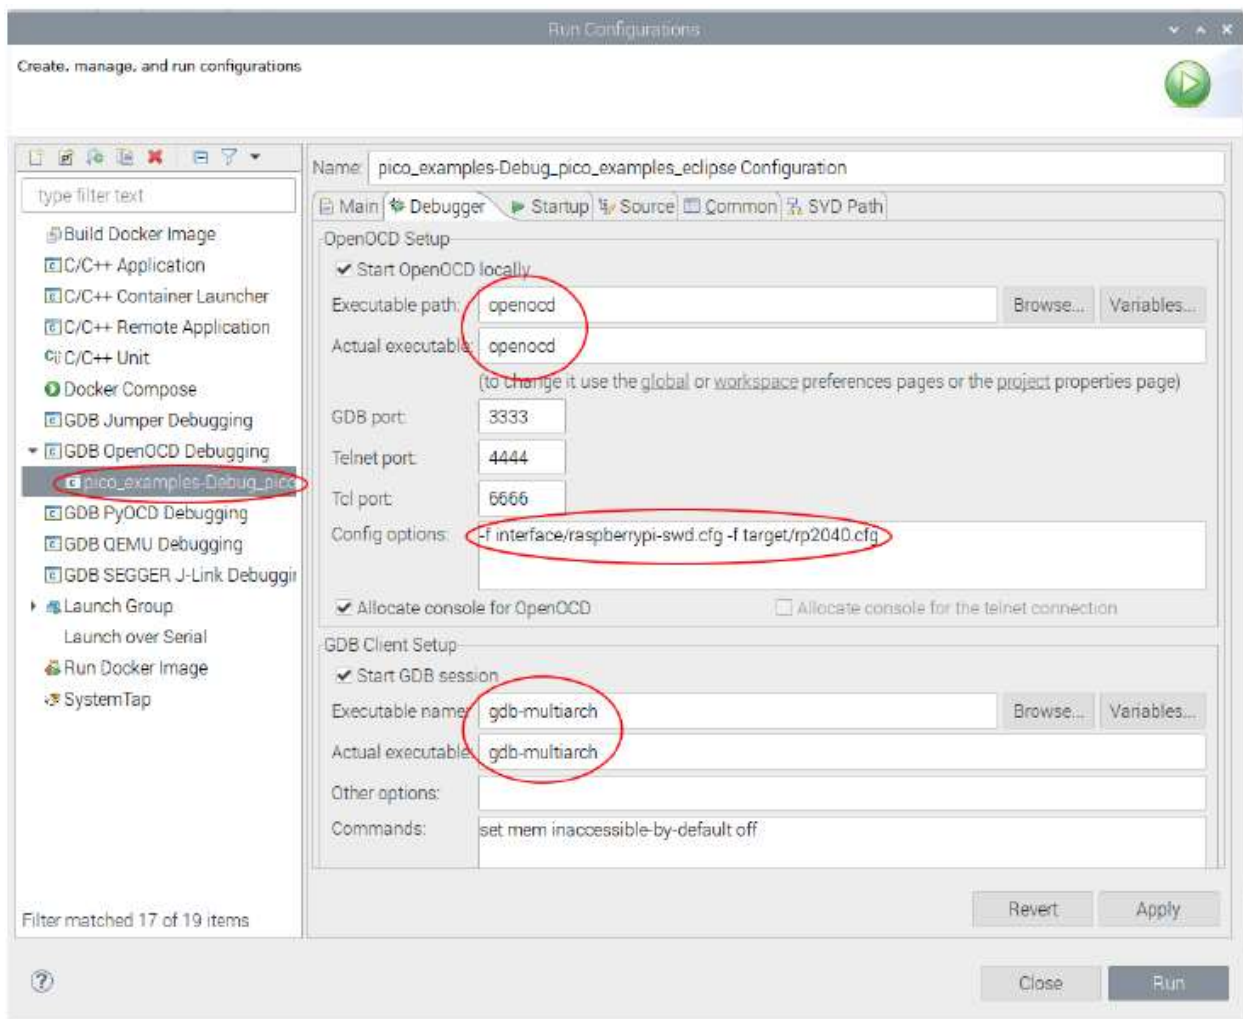 Run Configurations
Create, manage, and run configurations
type filter text
Build Docker Image
C/C++ Application
C/C++ Container Launcher
C/C++ Remote Application
C/C++ Unit
Docker Compose
GDB Jumper Debugging
GDB OpenOCD Debugging
pico_examples-Debug_pico
GDB PyOCD Debugging
GDB QEMU Debugging
GDB SEGGER J-Link Debuggin
Launch Group
Launch over Serial
Run Docker Image
SystemTap
Filter matched 17 of 19 items
Name: pico_examples-Debug_pico_examples_eclipse Configuration
Main Debugger Startup Source Common SVD Path
OpenOCD Setup
Start OpenOCD locally
Executable path: openocd Browse... Variables...
Actual executable: openocd
(to change it use the global or workspace preferences pages or the project properties page)
GDB port: 3333
Telnet port: 4444
Tcl port: 6666
Config options: -f interface/raspberrypi-swd.cfg -f target/rp2040.cfg
Allocate console for OpenOCD Allocate console for the telnet connection
GDB Client Setup
Start GDB session
Executable name: gdb-multiarch Browse... Variables...
Actual executable: gdb-multiarch
Other options:
Commands: set mem inaccessible-by-default off
Revert Apply
Close Run